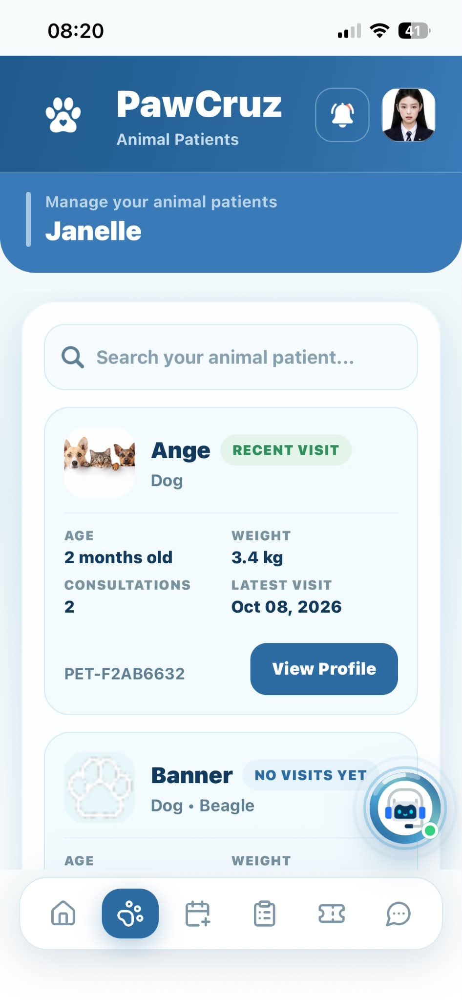 08:20
41
PawCruz
Animal Patients
Manage your animal patients
Janelle
Search your animal patient...
Ange RECENT VISIT
Dog
AGE WEIGHT
2 months old 3.4 kg
CONSULTATIONS LATEST VISIT
2 Oct 08, 2026
PET-F2AB6632 View Profile
Banner NO VISITS YET
Dog • Beagle
AGE WEIGHT